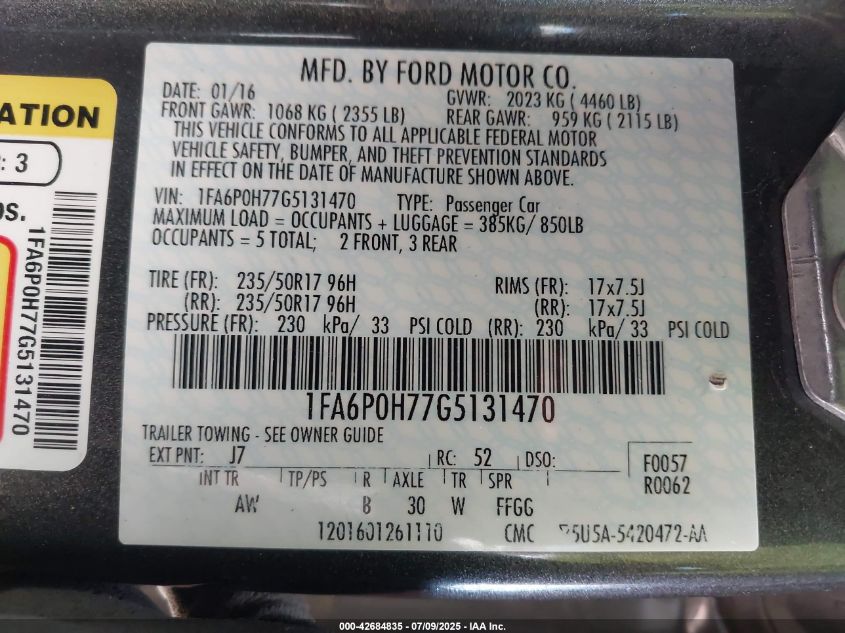 ATION
: 3
OS.
1FA6P0H77G5131470
MFD. BY FORD MOTOR CO.
DATE: 01/16 GVWR: 2023 KG ( 4460 LB)
FRONT GAWR: 1068 KG ( 2355 LB) REAR GAWR: 959 KG ( 2115 LB)
THIS VEHICLE CONFORMS TO ALL APPLICABLE FEDERAL MOTOR
VEHICLE SAFETY, BUMPER, AND THEFT PREVENTION STANDARDS
IN EFFECT ON THE DATE OF MANUFACTURE SHOWN ABOVE.
VIN: 1FA6P0H77G5131470 TYPE: Passenger Car
MAXIMUM LOAD = OCCUPANTS + LUGGAGE = 385KG/ 850LB
OCCUPANTS = 5 TOTAL; 2 FRONT, 3 REAR
TIRE (FR): 235/50R17 96H RIMS (FR): 17x7.5J
(RR): 235/50R17 96H (RR): 17x7.5J
PRESSURE (FR): 230 kPa/ 33 PSI COLD (RR): 230 kPa/ 33 PSI COLD
1FA6P0H77G5131470
TRAILER TOWING - SEE OWNER GUIDE
EXT PNT: J7 RC: 52 DSO: F0057
INT TR TP/PS R AXLE TR SPR R0062
AW B 30 W FFGG
1201601261110 CMC 5U5A-5420472-AA
000-42684835 / 07/09/2025 - IAA, Inc.